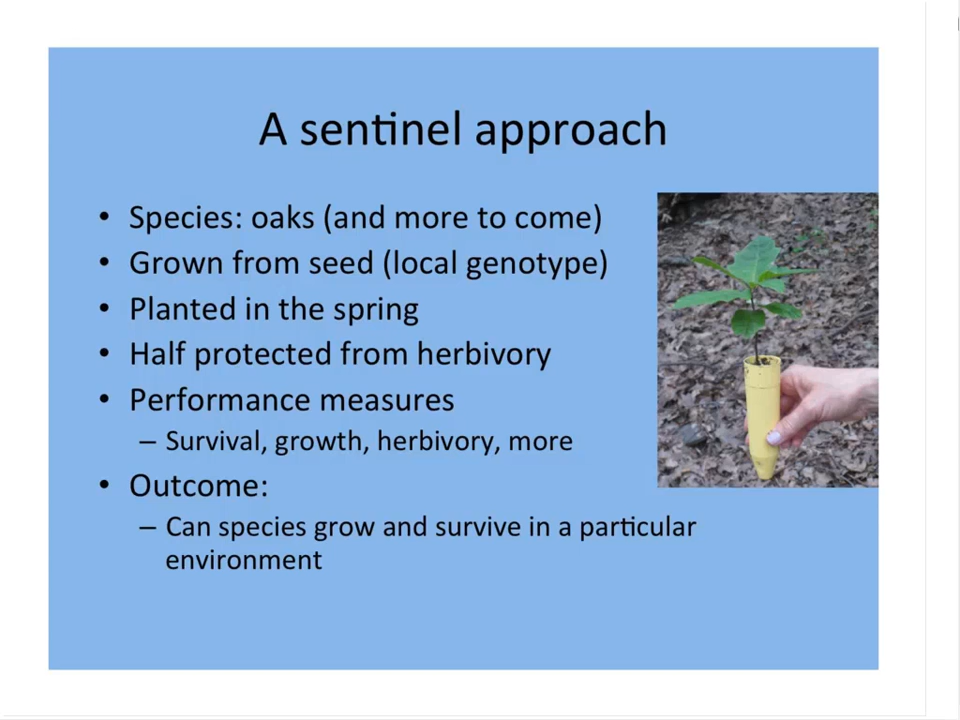 A sentinel approach
• Species: oaks (and more to come)
• Grown from seed (local genotype)
• Planted in the spring
• Half protected from herbivory
• Performance measures
– Survival, growth, herbivory, more
• Outcome:
– Can species grow and survive in a particular
environment